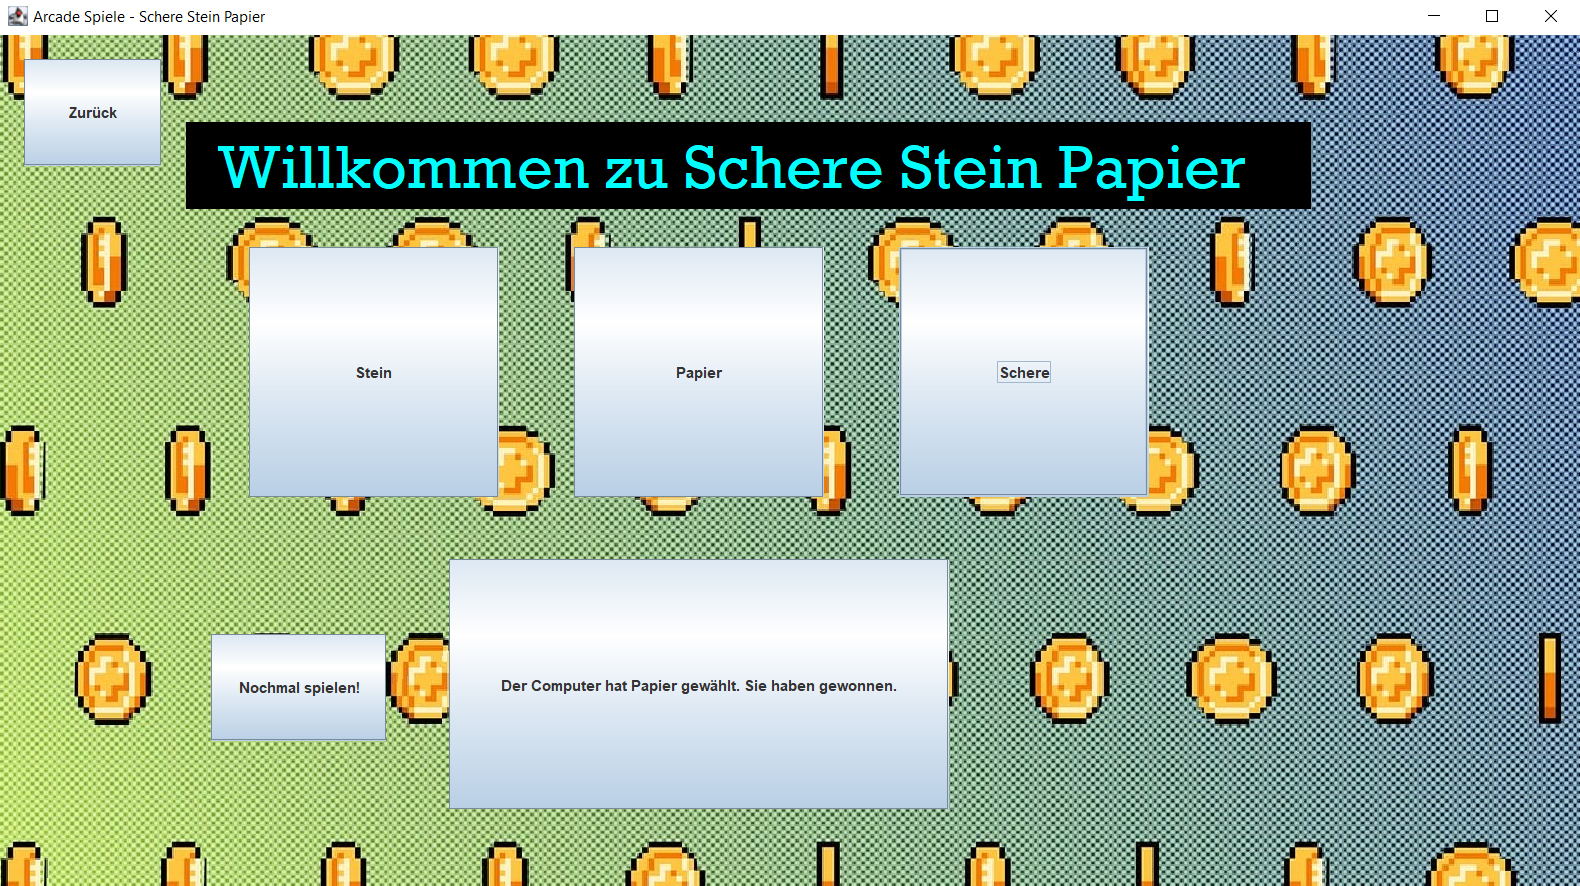 Arcade Spiele - Schere Stein Papier
Zurück
Willkommen zu Schere Stein Papier
Stein
Papier
Schere
Nochmal spielen!
Der Computer hat Papier gewählt. Sie haben gewonnen.